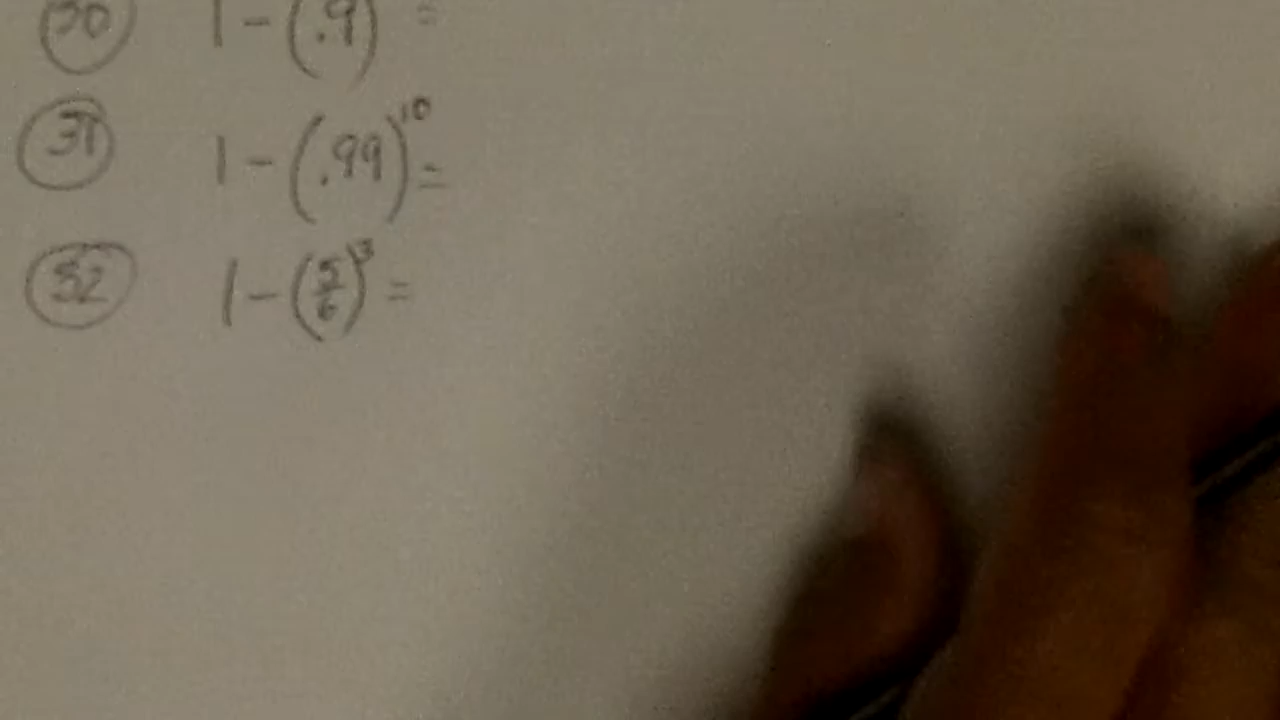 30 1-(.9) =
31 1-(.99)^10 =
32 1-(5/6)^3 =